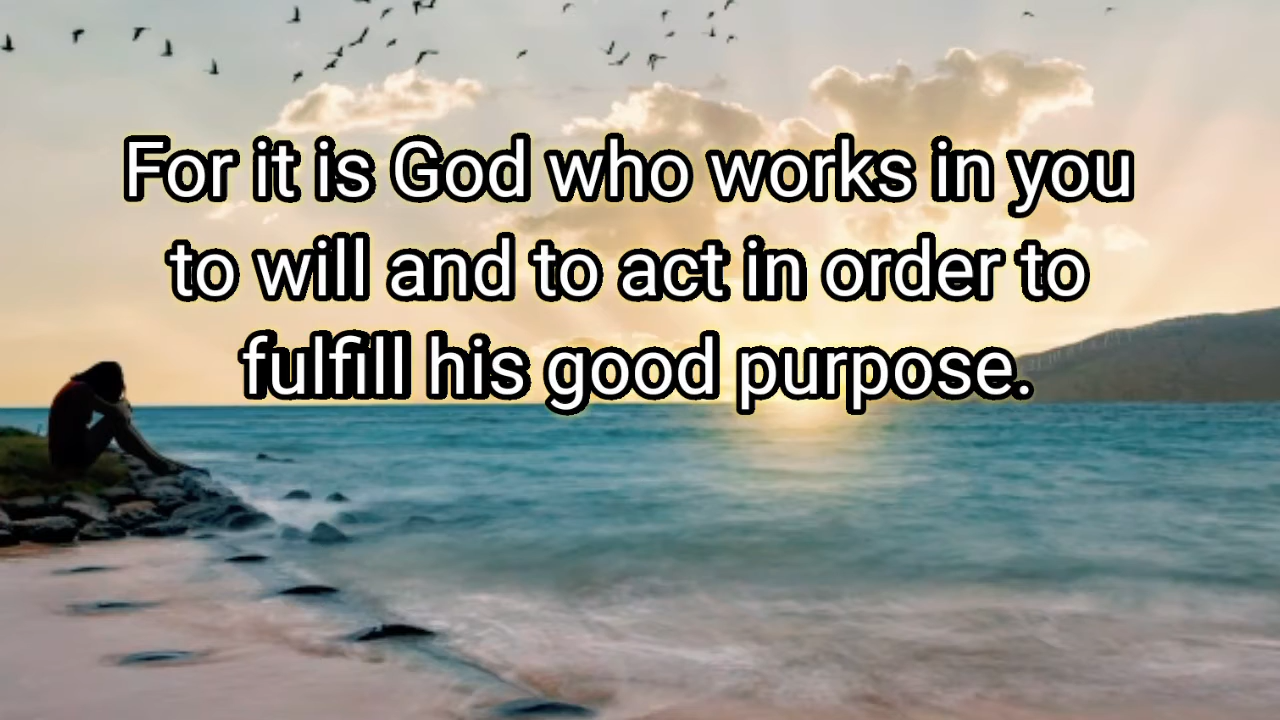 For it is God who works in you
to will and to act in order to
fulfill his good purpose.